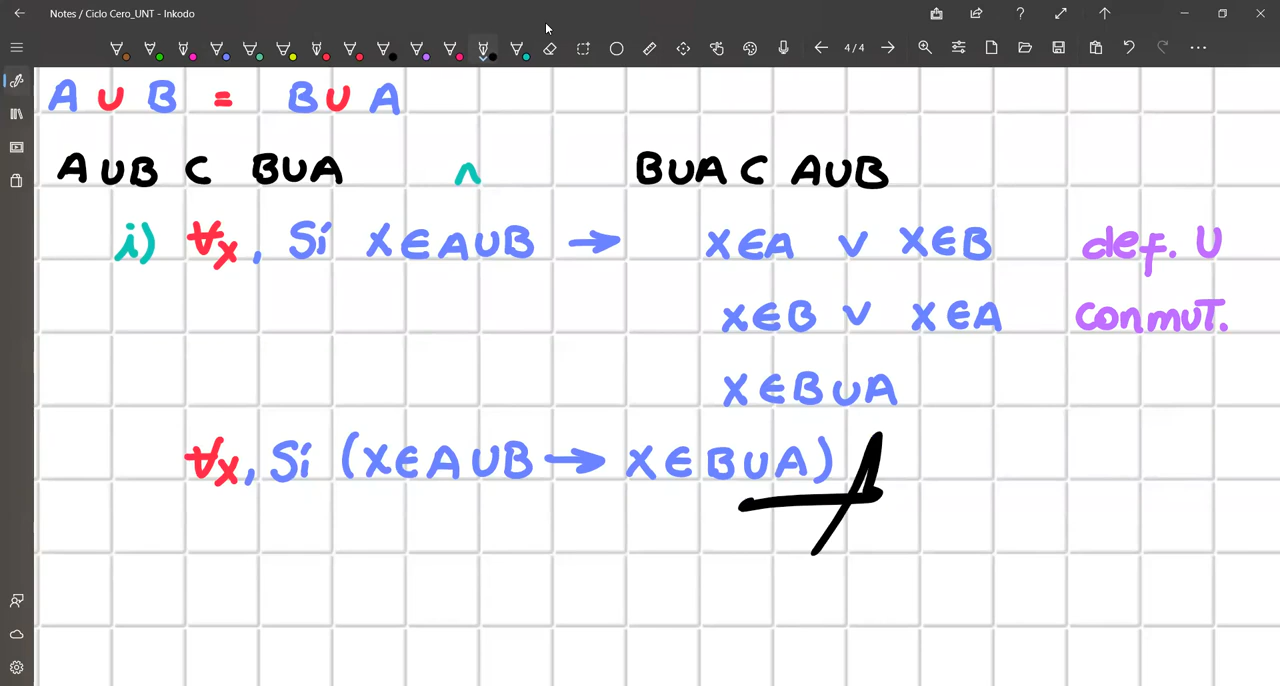 Notes / Ciclo Cero_UNT - Inkodo
4 / 4
A ∪ B = B ∪ A
A ∪ B ⊂ B ∪ A ∧ B ∪ A ⊂ A ∪ B
i) ∀x, Si x ∈ A ∪ B → x ∈ A ∨ x ∈ B def. U
x ∈ B ∨ x ∈ A conmut.
x ∈ B ∪ A
∀x, Si (x ∈ A ∪ B → x ∈ B ∪ A)